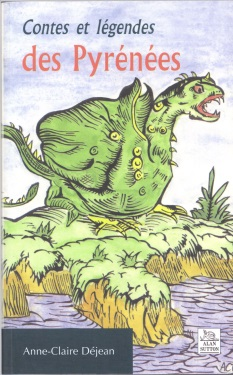 Contes et légendes
des Pyrénées
Anne-Claire Déjean
ALAN
SUTTON